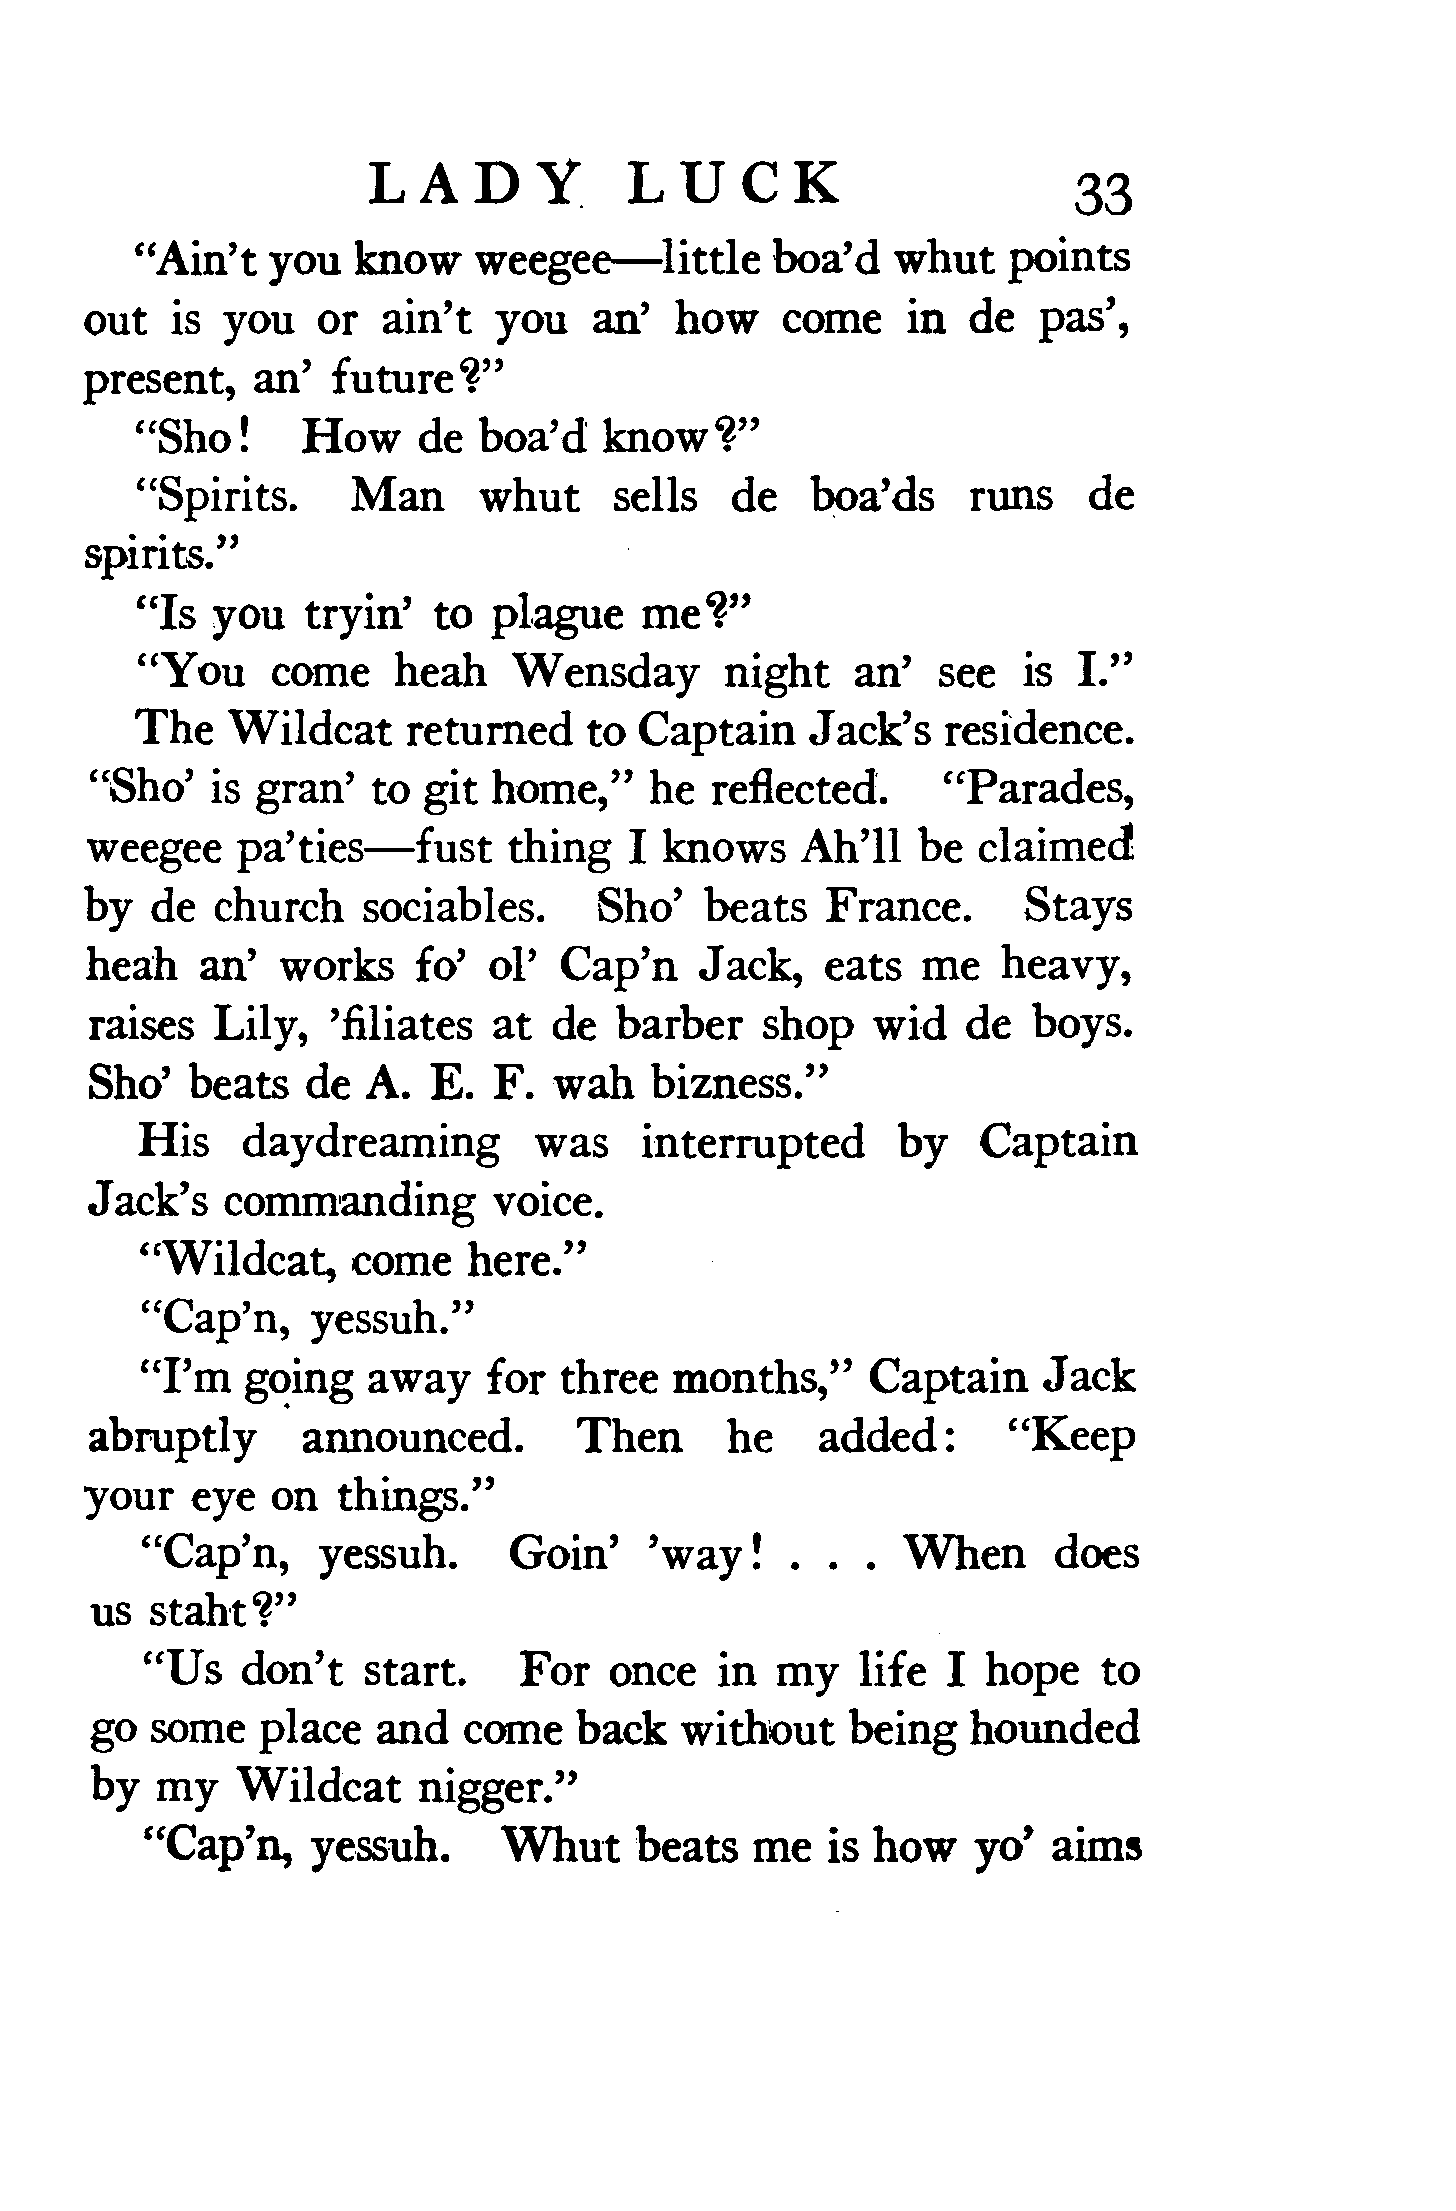 LADY LUCK 33
“Ain’t you know weegee—little boa’d whut points
out is you or ain’t you an’ how come in de pas’,
present, an’ future?”
“Sho! How de boa’d know?”
“Spirits. Man whut sells de boa’ds runs de
spirits.”
“Is you tryin’ to plague me?”
“You come heah Wensday night an’ see is I.”
The Wildcat returned to Captain Jack’s residence.
“Sho’ is gran’ to git home,” he reflected. “Parades,
weegee pa’ties—fust thing I knows Ah’ll be claimed
by de church sociables. Sho’ beats France. Stays
heah an’ works fo’ ol’ Cap’n Jack, eats me heavy,
raises Lily, ’filiates at de barber shop wid de boys.
Sho’ beats de A. E. F. wah bizness.”
His daydreaming was interrupted by Captain
Jack’s commanding voice.
“Wildcat, come here.”
“Cap’n, yessuh.”
“I’m going away for three months,” Captain Jack
abruptly announced. Then he added: “Keep
your eye on things.”
“Cap’n, yessuh. Goin’ ’way! . . . When does
us staht?”
“Us don’t start. For once in my life I hope to
go some place and come back without being hounded
by my Wildcat nigger.”
“Cap’n, yessuh. Whut beats me is how yo’ aims